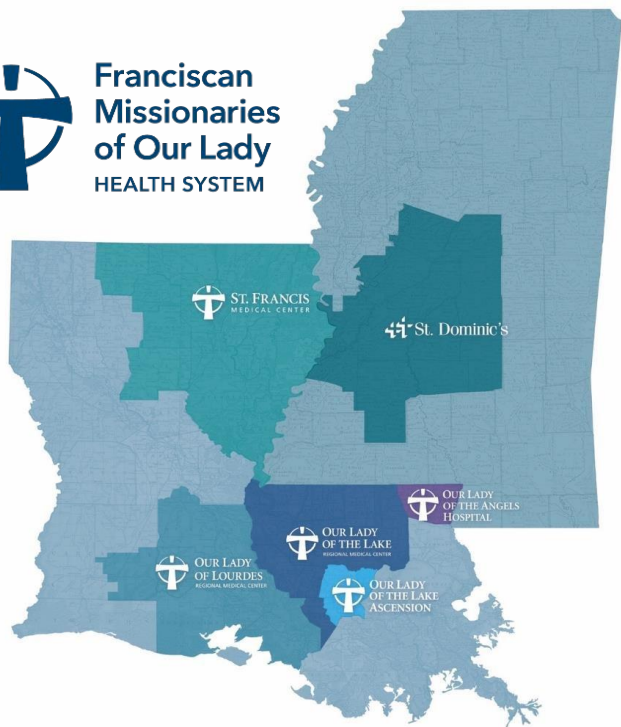 Franciscan
Missionaries
of Our Lady
HEALTH SYSTEM
ST. FRANCIS
MEDICAL CENTER
St. Dominic's
OUR LADY
OF THE ANGELS
HOSPITAL
OUR LADY
OF THE LAKE
REGIONAL MEDICAL CENTER
OUR LADY
OF LOURDES
REGIONAL MEDICAL CENTER
OUR LADY
OF THE LAKE
ASCENSION